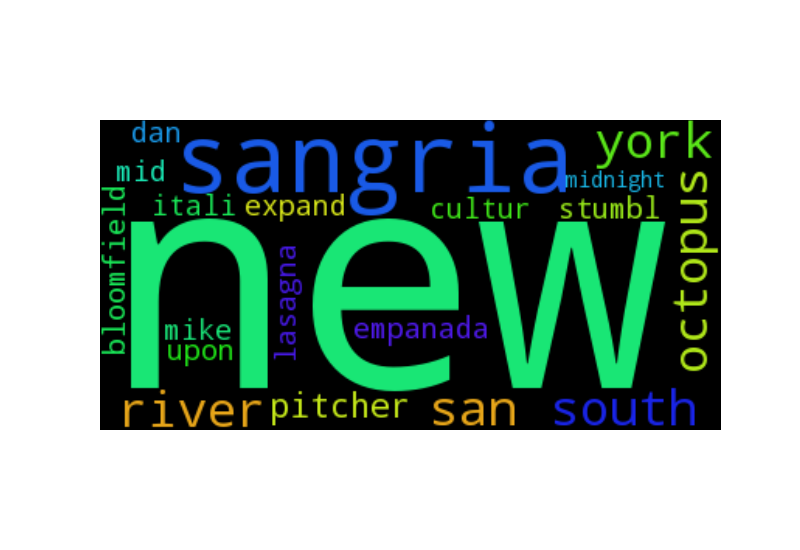 dan
sangria
york
mid
midnight
bloomfield
itali
expand
cultur
stumbl
octopus
new
lasagna
mike
empanada
upon
river
pitcher
san
south